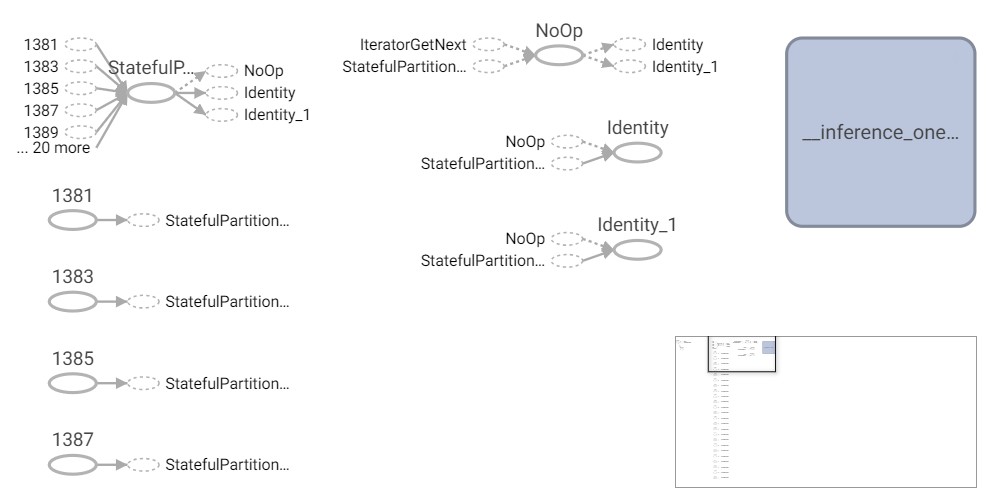 1381
1383
1385
1387
1389
... 20 more
StatefulP...
NoOp
Identity
Identity_1
1381
StatefulPartition...
1383
StatefulPartition...
1385
StatefulPartition...
1387
StatefulPartition...
NoOp
IteratorGetNext
StatefulPartition...
Identity
Identity_1
Identity
NoOp
StatefulPartition...
Identity_1
NoOp
StatefulPartition...
__inference_one...